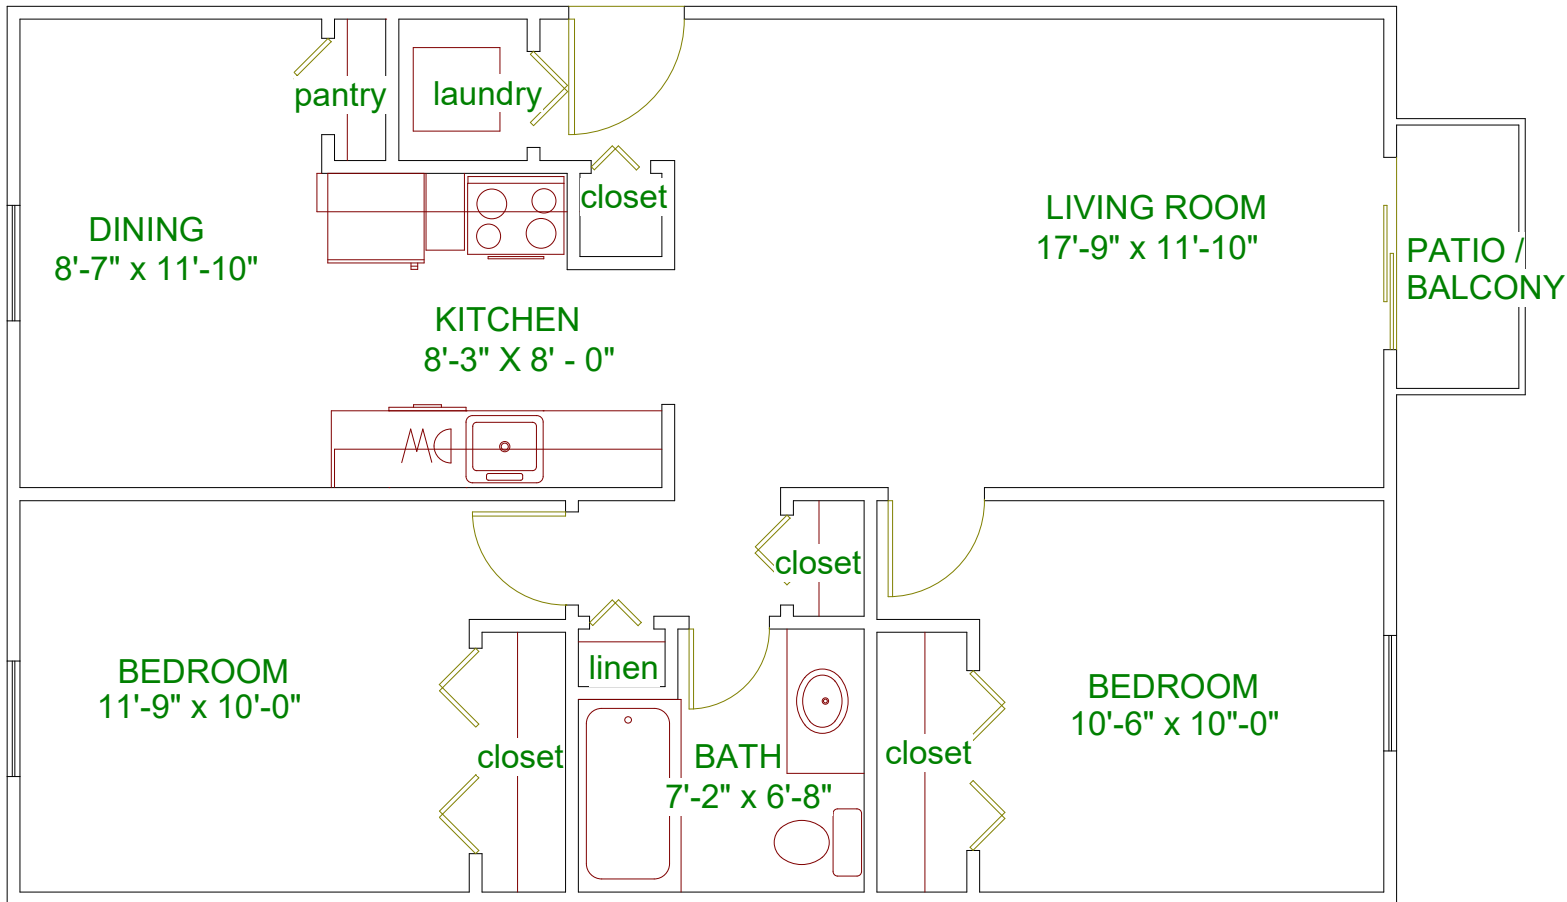 pantry
laundry
closet
DINING
8'-7" x 11'-10"
LIVING ROOM
17'-9" x 11'-10"
PATIO /
BALCONY
KITCHEN
8'-3" X 8' - 0"
closet
linen
BEDROOM
11'-9" x 10'-0"
closet
BATH
7'-2" x 6'-8"
closet
BEDROOM
10'-6" x 10"-0"